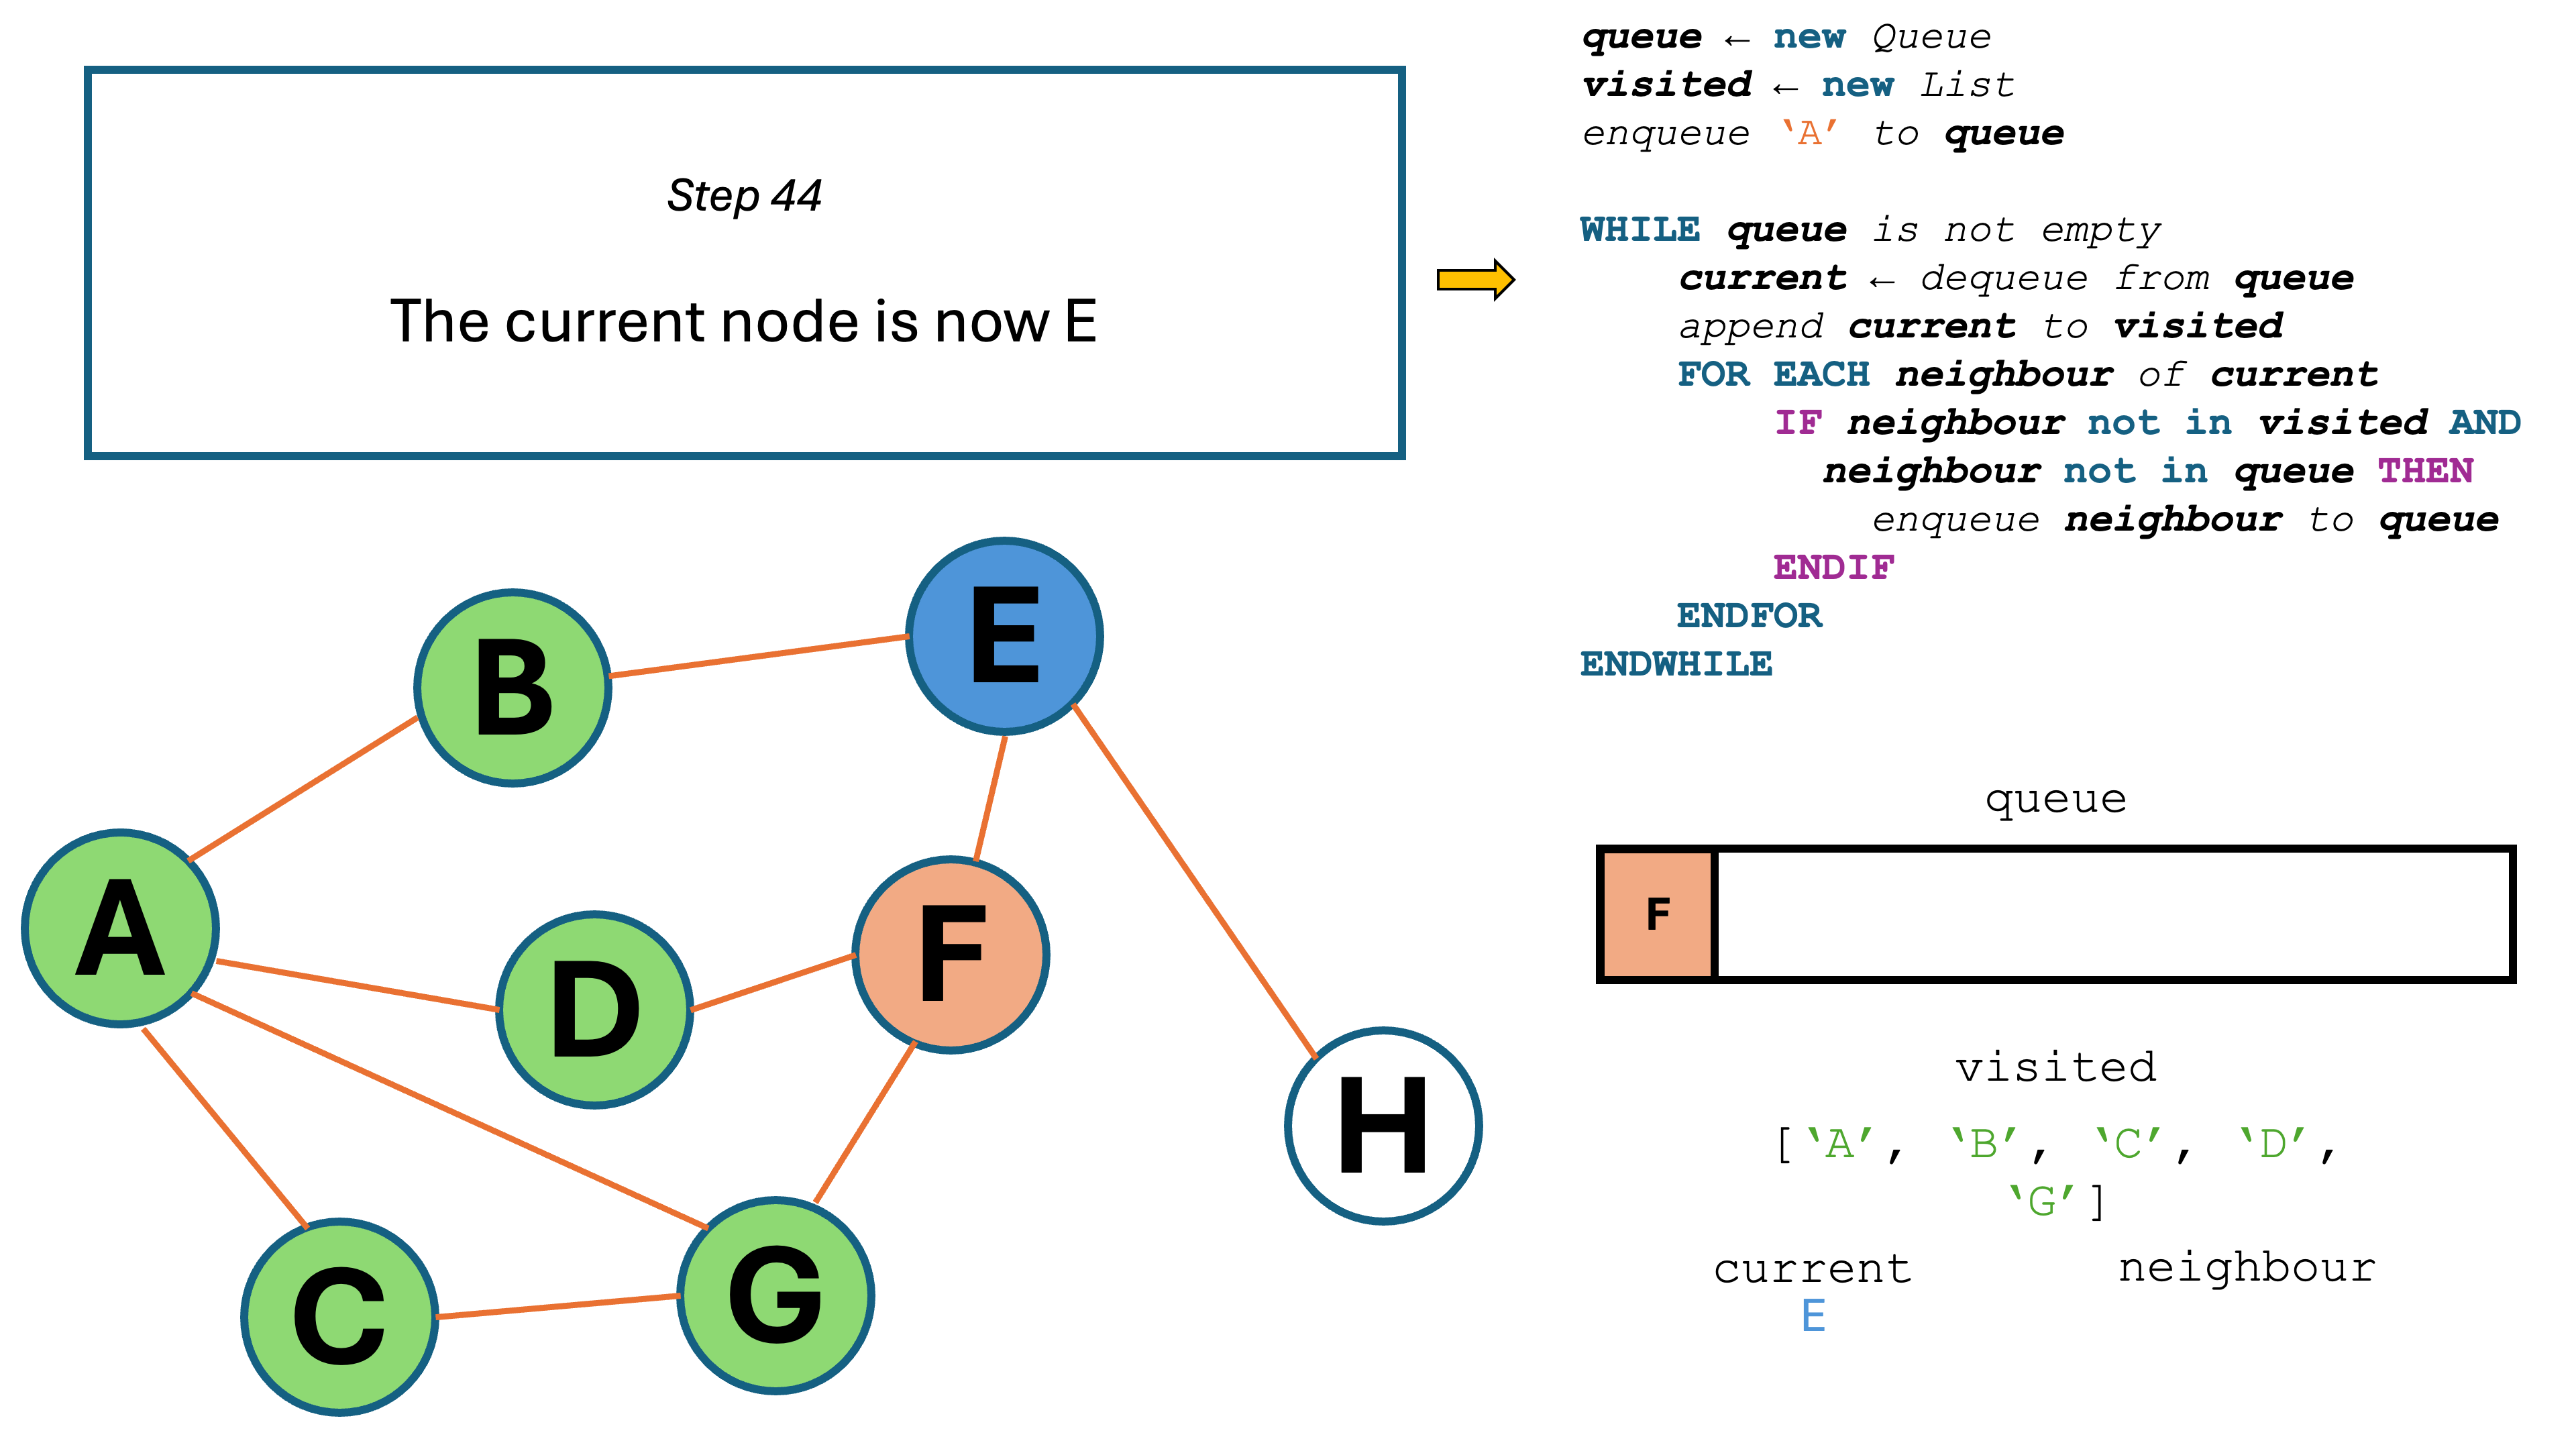 Step 44
The current node is now E
queue ← new Queue
visited ← new List
enqueue ‘A’ to queue
WHILE queue is not empty
current ← dequeue from queue
append current to visited
FOR EACH neighbour of current
IF neighbour not in visited AND
neighbour not in queue THEN
enqueue neighbour to queue
ENDIF
ENDFOR
ENDWHILE
B
E
A
D
F
H
C
G
queue
F
visited
[‘A’, ‘B’, ‘C’, ‘D’,
‘G’]
current neighbour
E